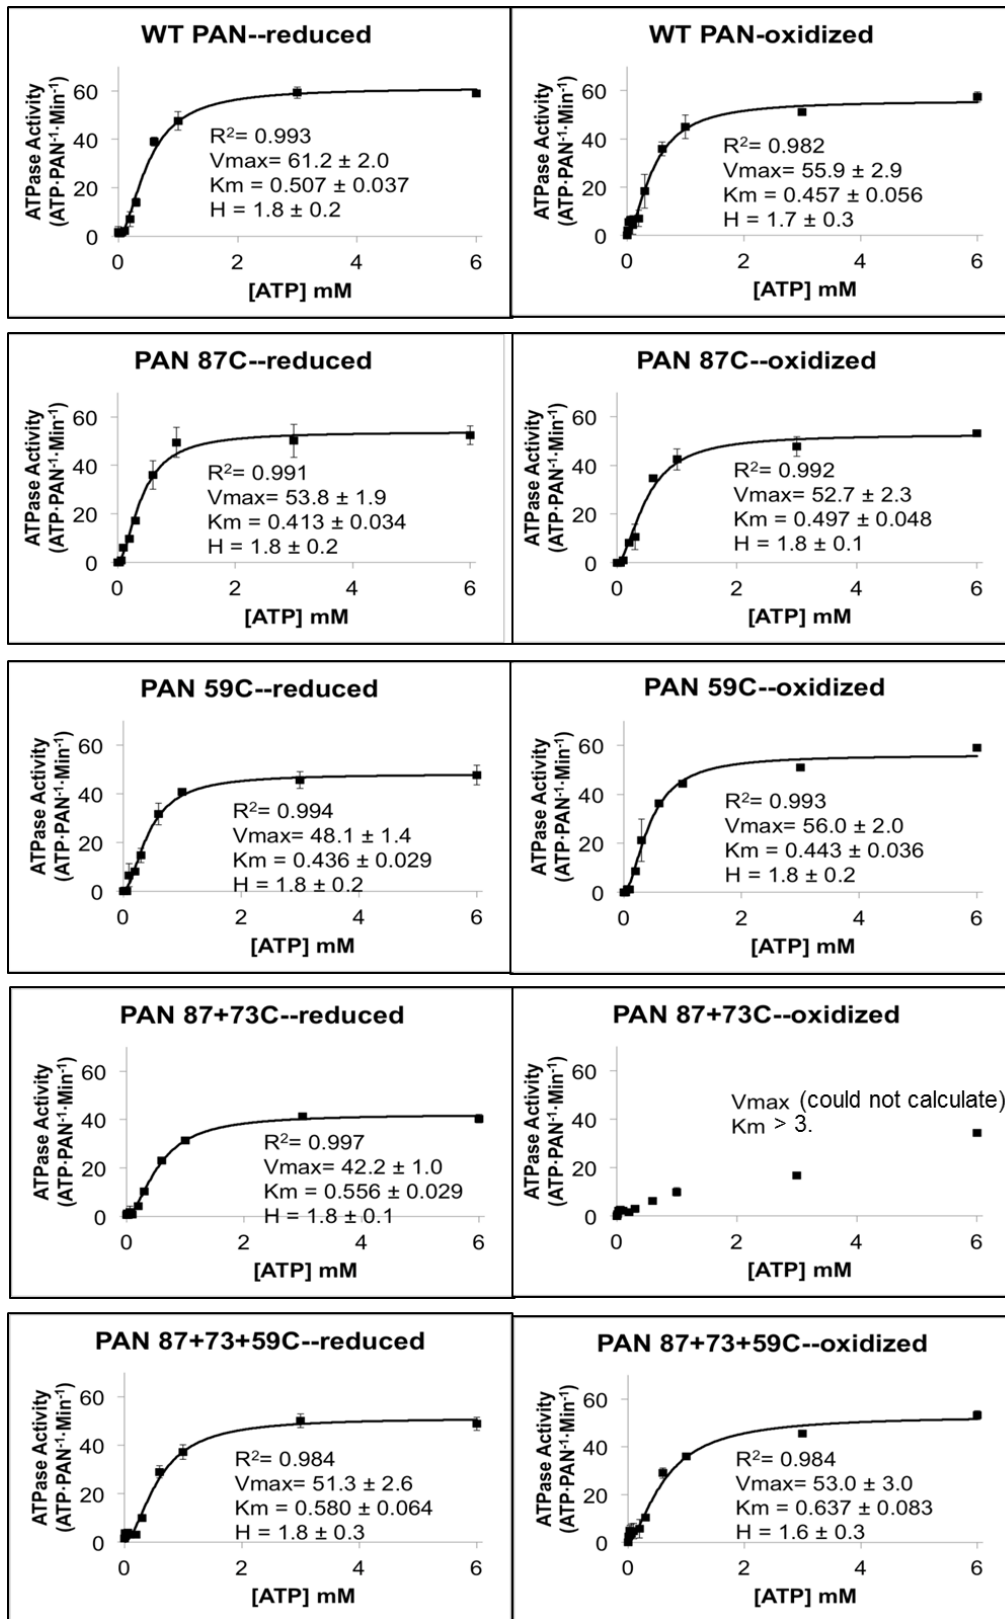 WT PAN--reduced
ATPase Activity
(ATP·PAN⁻¹·Min⁻¹)
60
40
20
0
R²= 0.993
Vmax= 61.2 ± 2.0
Km = 0.507 ± 0.037
H = 1.8 ± 0.2
0 2 4 6
[ATP] mM
WT PAN-oxidized
ATPase Activity
(ATP·PAN⁻¹·Min⁻¹)
60
40
20
0
R²= 0.982
Vmax= 55.9 ± 2.9
Km = 0.457 ± 0.056
H = 1.7 ± 0.3
0 2 4 6
[ATP] mM
PAN 87C--reduced
ATPase Activity
(ATP·PAN⁻¹·Min⁻¹)
60
40
20
0
R²= 0.991
Vmax= 53.8 ± 1.9
Km = 0.413 ± 0.034
H = 1.8 ± 0.2
0 2 4 6
[ATP] mM
PAN 87C--oxidized
ATPase Activity
(ATP·PAN⁻¹·Min⁻¹)
60
40
20
0
R²= 0.992
Vmax= 52.7 ± 2.3
Km = 0.497 ± 0.048
H = 1.8 ± 0.1
0 2 4 6
[ATP] mM
PAN 59C--reduced
ATPase Activity
(ATP·PAN⁻¹·Min⁻¹)
60
40
20
0
R²= 0.994
Vmax= 48.1 ± 1.4
Km = 0.436 ± 0.029
H = 1.8 ± 0.2
0 2 4 6
[ATP] mM
PAN 59C--oxidized
ATPase Activity
(ATP·PAN⁻¹·Min⁻¹)
60
40
20
0
R²= 0.993
Vmax= 56.0 ± 2.0
Km = 0.443 ± 0.036
H = 1.8 ± 0.2
0 2 4 6
[ATP] mM
PAN 87+73C--reduced
ATPase Activity
(ATP·PAN⁻¹·Min⁻¹)
60
40
20
0
R²= 0.997
Vmax= 42.2 ± 1.0
Km = 0.556 ± 0.029
H = 1.8 ± 0.1
0 2 4 6
[ATP] mM
PAN 87+73C--oxidized
ATPase Activity
(ATP·PAN⁻¹·Min⁻¹)
60
40
20
0
Vmax (could not calculate)
Km > 3.
0 2 4 6
[ATP] mM
PAN 87+73+59C--reduced
ATPase Activity
(ATP·PAN⁻¹·Min⁻¹)
60
40
20
0
R²= 0.984
Vmax= 51.3 ± 2.6
Km = 0.580 ± 0.064
H = 1.8 ± 0.3
0 2 4 6
[ATP] mM
PAN 87+73+59C--oxidized
ATPase Activity
(ATP·PAN⁻¹·Min⁻¹)
60
40
20
0
R²= 0.984
Vmax= 53.0 ± 3.0
Km = 0.637 ± 0.083
H = 1.6 ± 0.3
0 2 4 6
[ATP] mM